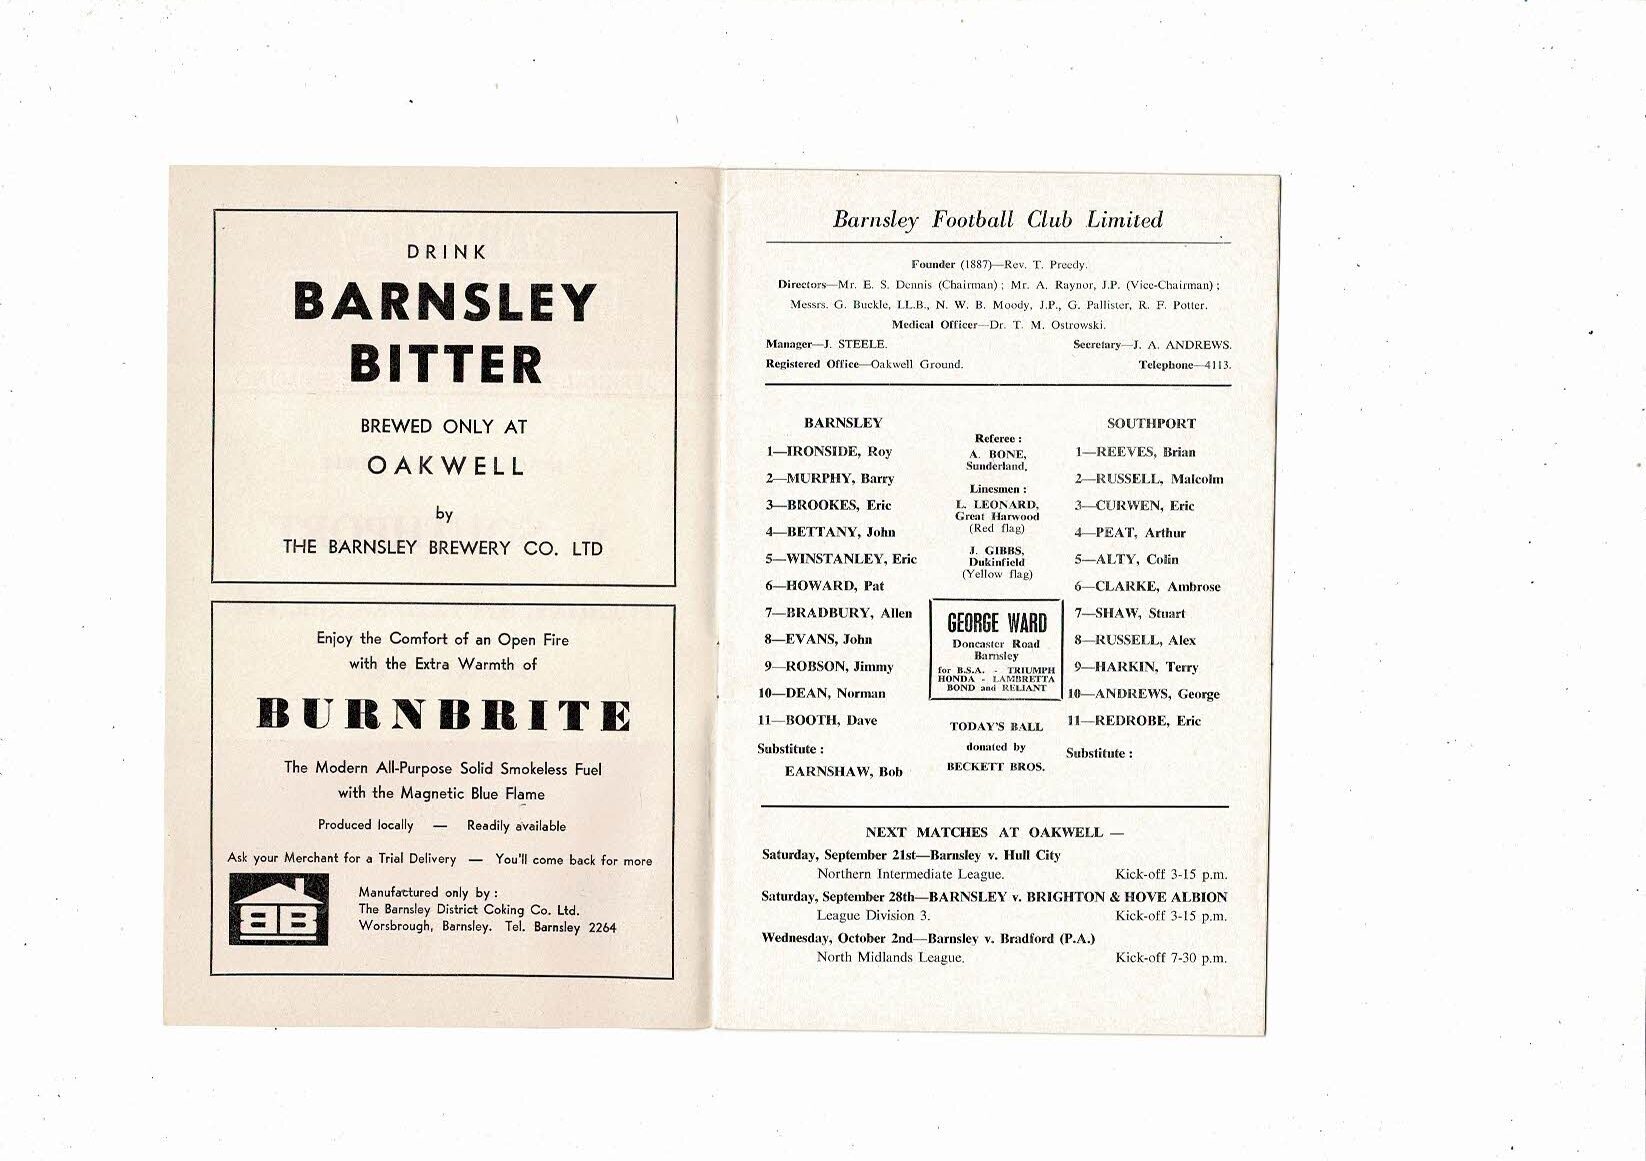 DRINK
BARNSLEY
BITTER
BREWED ONLY AT
OAKWELL
by
THE BARNSLEY BREWERY CO. LTD
Enjoy the Comfort of an Open Fire
with the Extra Warmth of
BURNBRITE
The Modern All-Purpose Solid Smokeless Fuel
with the Magnetic Blue Flame
Produced locally — Readily available
Ask your Merchant for a Trial Delivery — You'll come back for more
BB
Manufactured only by :
The Barnsley District Coking Co. Ltd.
Worsbrough, Barnsley. Tel. Barnsley 2264
Barnsley Football Club Limited
Founder (1887)—Rev. T. Preedy.
Directors—Mr. E. S. Dennis (Chairman) ; Mr. A. Raynor, J.P. (Vice-Chairman) ;
Messrs. G. Buckle, LL.B., N. W. B. Moody, J.P., G. Pallister, R. F. Potter.
Medical Officer—Dr. T. M. Ostrowski.
Manager—J. STEELE. Secretary—J. A. ANDREWS.
Registered Office—Oakwell Ground. Telephone—4113.
BARNSLEY
1—IRONSIDE, Roy
2—MURPHY, Barry
3—BROOKES, Eric
4—BETTANY, John
5—WINSTANLEY, Eric
6—HOWARD, Pat
7—BRADBURY, Allen
8—EVANS, John
9—ROBSON, Jimmy
10—DEAN, Norman
11—BOOTH, Dave
Substitute :
EARNSHAW, Bob
Referee :
A. BONE,
Sunderland.
Linesmen :
L. LEONARD,
Great Harwood
(Red flag)
J. GIBBS,
Dukinfield
(Yellow flag)
GEORGE WARD
Doncaster Road
Barnsley
for B.S.A. - TRIUMPH
HONDA - LAMBRETTA
BOND and RELIANT
TODAY'S BALL
donated by
BECKETT BROS.
SOUTHPORT
1—REEVES, Brian
2—RUSSELL, Malcolm
3—CURWEN, Eric
4—PEAT, Arthur
5—ALTY, Colin
6—CLARKE, Ambrose
7—SHAW, Stuart
8—RUSSELL, Alex
9—HARKIN, Terry
10—ANDREWS, George
11—REDROBE, Eric
Substitute :
NEXT MATCHES AT OAKWELL —
Saturday, September 21st—Barnsley v. Hull City
Northern Intermediate League. Kick-off 3-15 p.m.
Saturday, September 28th—BARNSLEY v. BRIGHTON & HOVE ALBION
League Division 3. Kick-off 3-15 p.m.
Wednesday, October 2nd—Barnsley v. Bradford (P.A.)
North Midlands League. Kick-off 7-30 p.m.